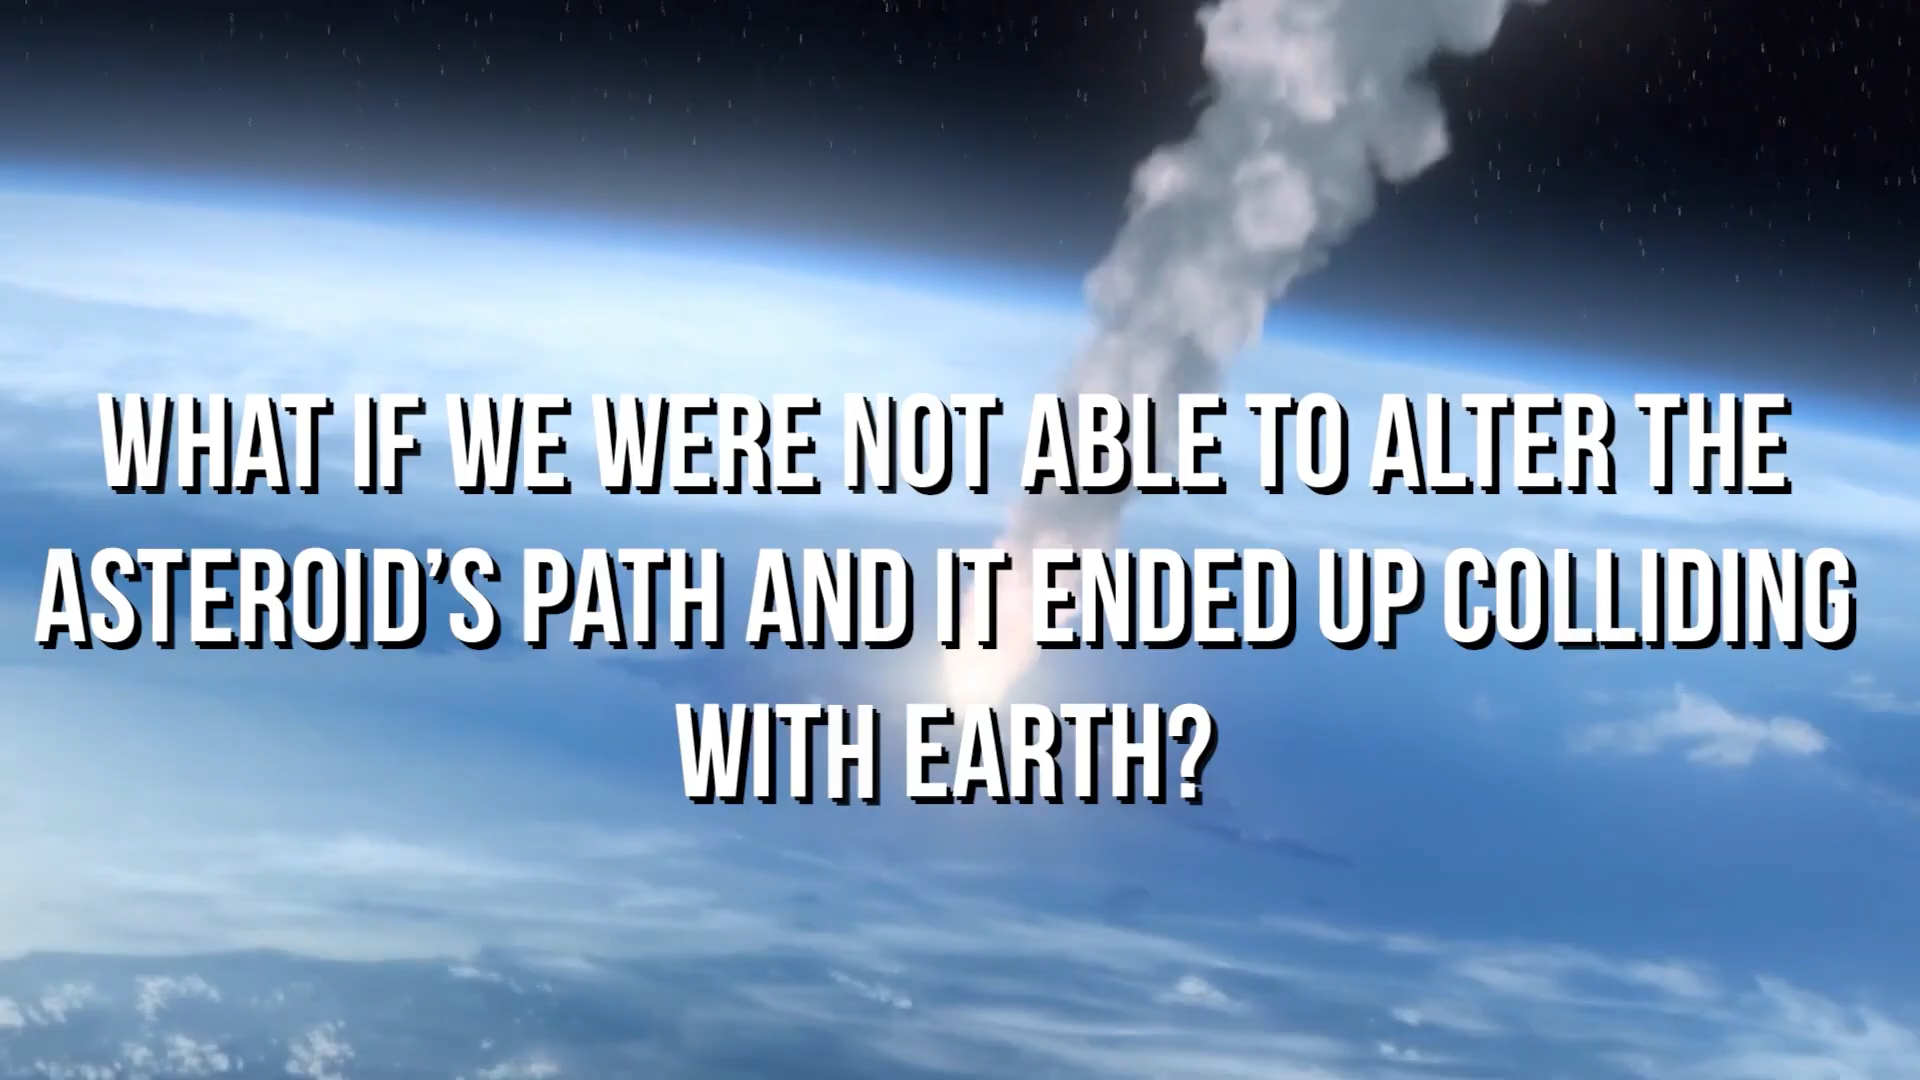 WHAT IF WE WERE NOT ABLE TO ALTER THE
ASTEROID'S PATH AND IT ENDED UP COLLIDING
WITH EARTH?